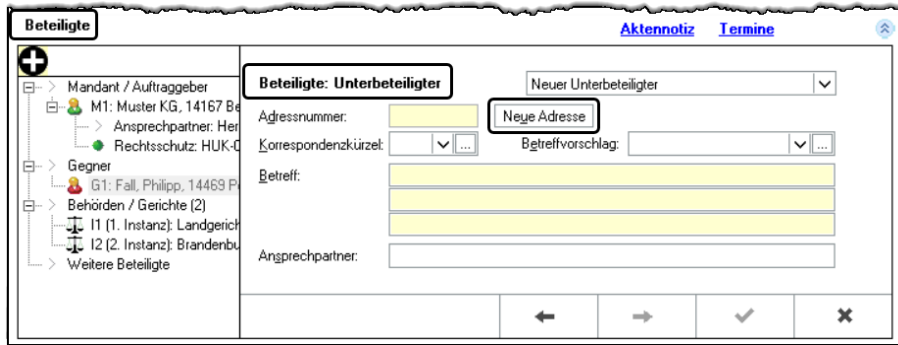 Beteiligte
Aktennotiz Termine
Mandant / Auftraggeber
M1: Muster KG, 14167 Be
Ansprechpartner: Her
Rechtsschutz: HUK-C
Gegner
G1: Fall, Philipp, 14469 P
Behörden / Gerichte (2)
I1 (1. Instanz): Landgerich
I2 (2. Instanz): Brandenbu
Weitere Beteiligte
Beteiligte: Unterbeteiligter Neuer Unterbeteiligter
Adressnummer: Neue Adresse
Korrespondenzkürzel: ... Betreffvorschlag: ...
Betreff:
Ansprechpartner: